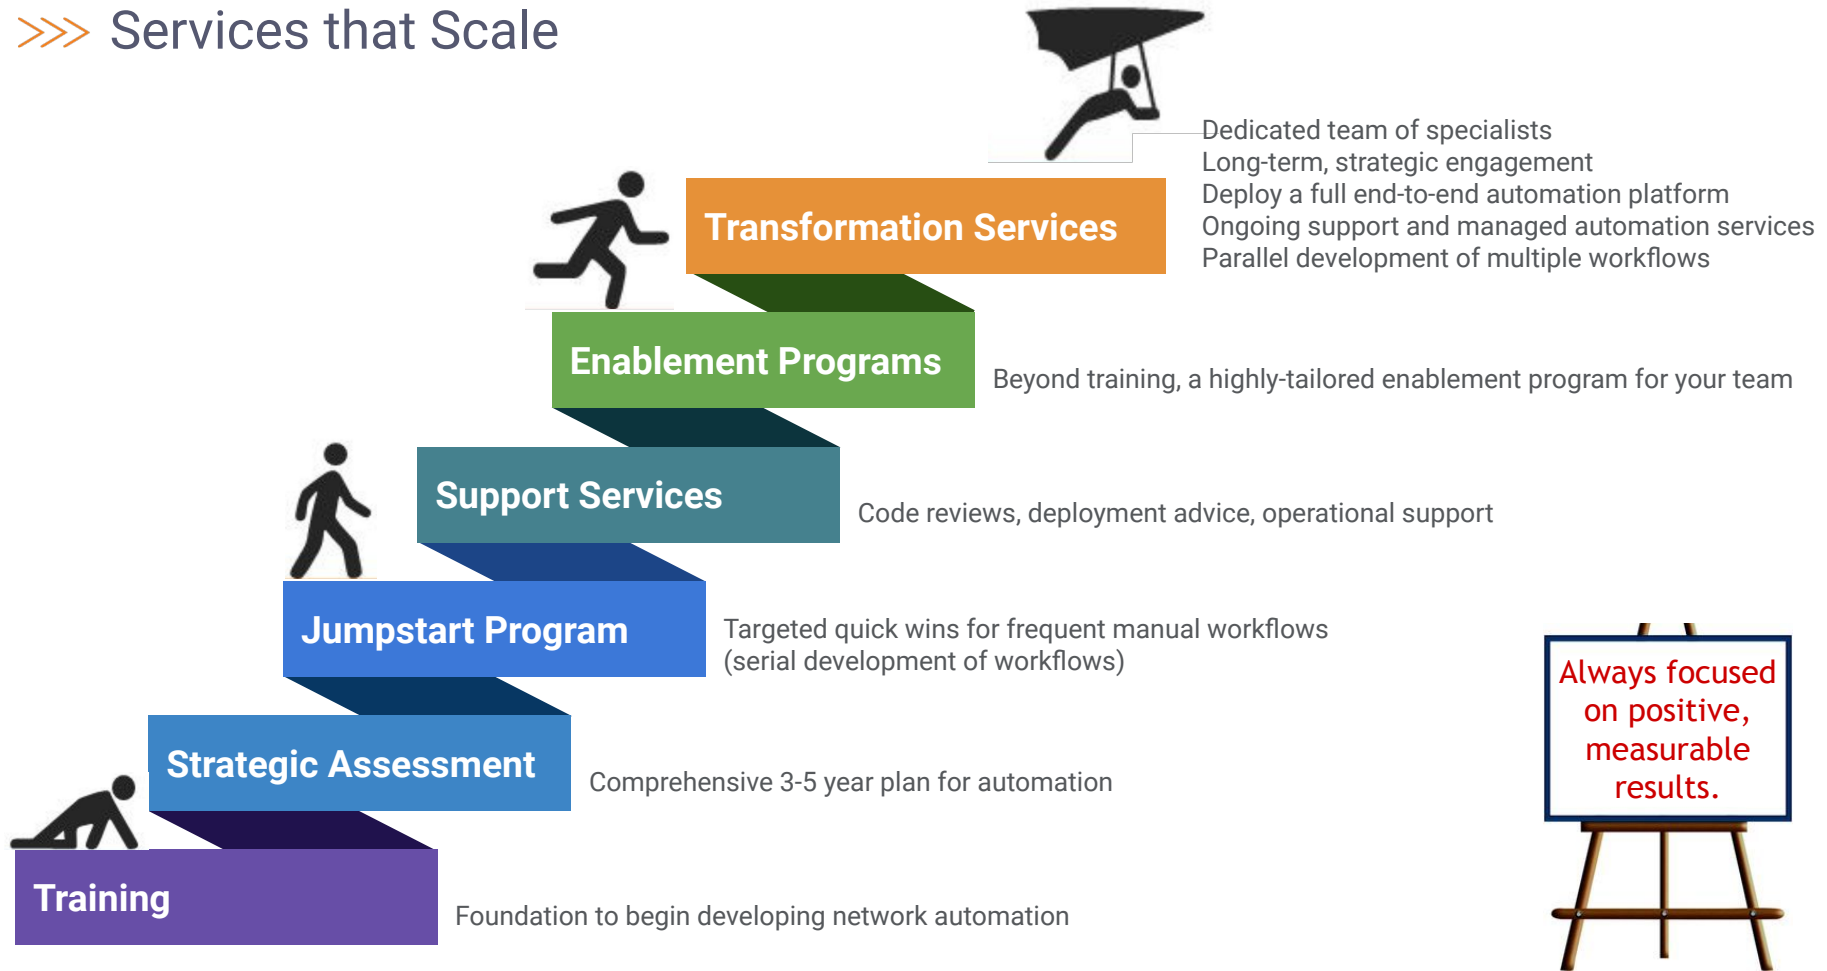 Services that Scale
Dedicated team of specialists
Long-term, strategic engagement
Deploy a full end-to-end automation platform
Ongoing support and managed automation services
Parallel development of multiple workflows
Transformation Services
Enablement Programs
Beyond training, a highly-tailored enablement program for your team
Support Services
Code reviews, deployment advice, operational support
Jumpstart Program
Targeted quick wins for frequent manual workflows
(serial development of workflows)
Strategic Assessment
Comprehensive 3-5 year plan for automation
Training
Foundation to begin developing network automation
Always focused
on positive,
measurable
results.